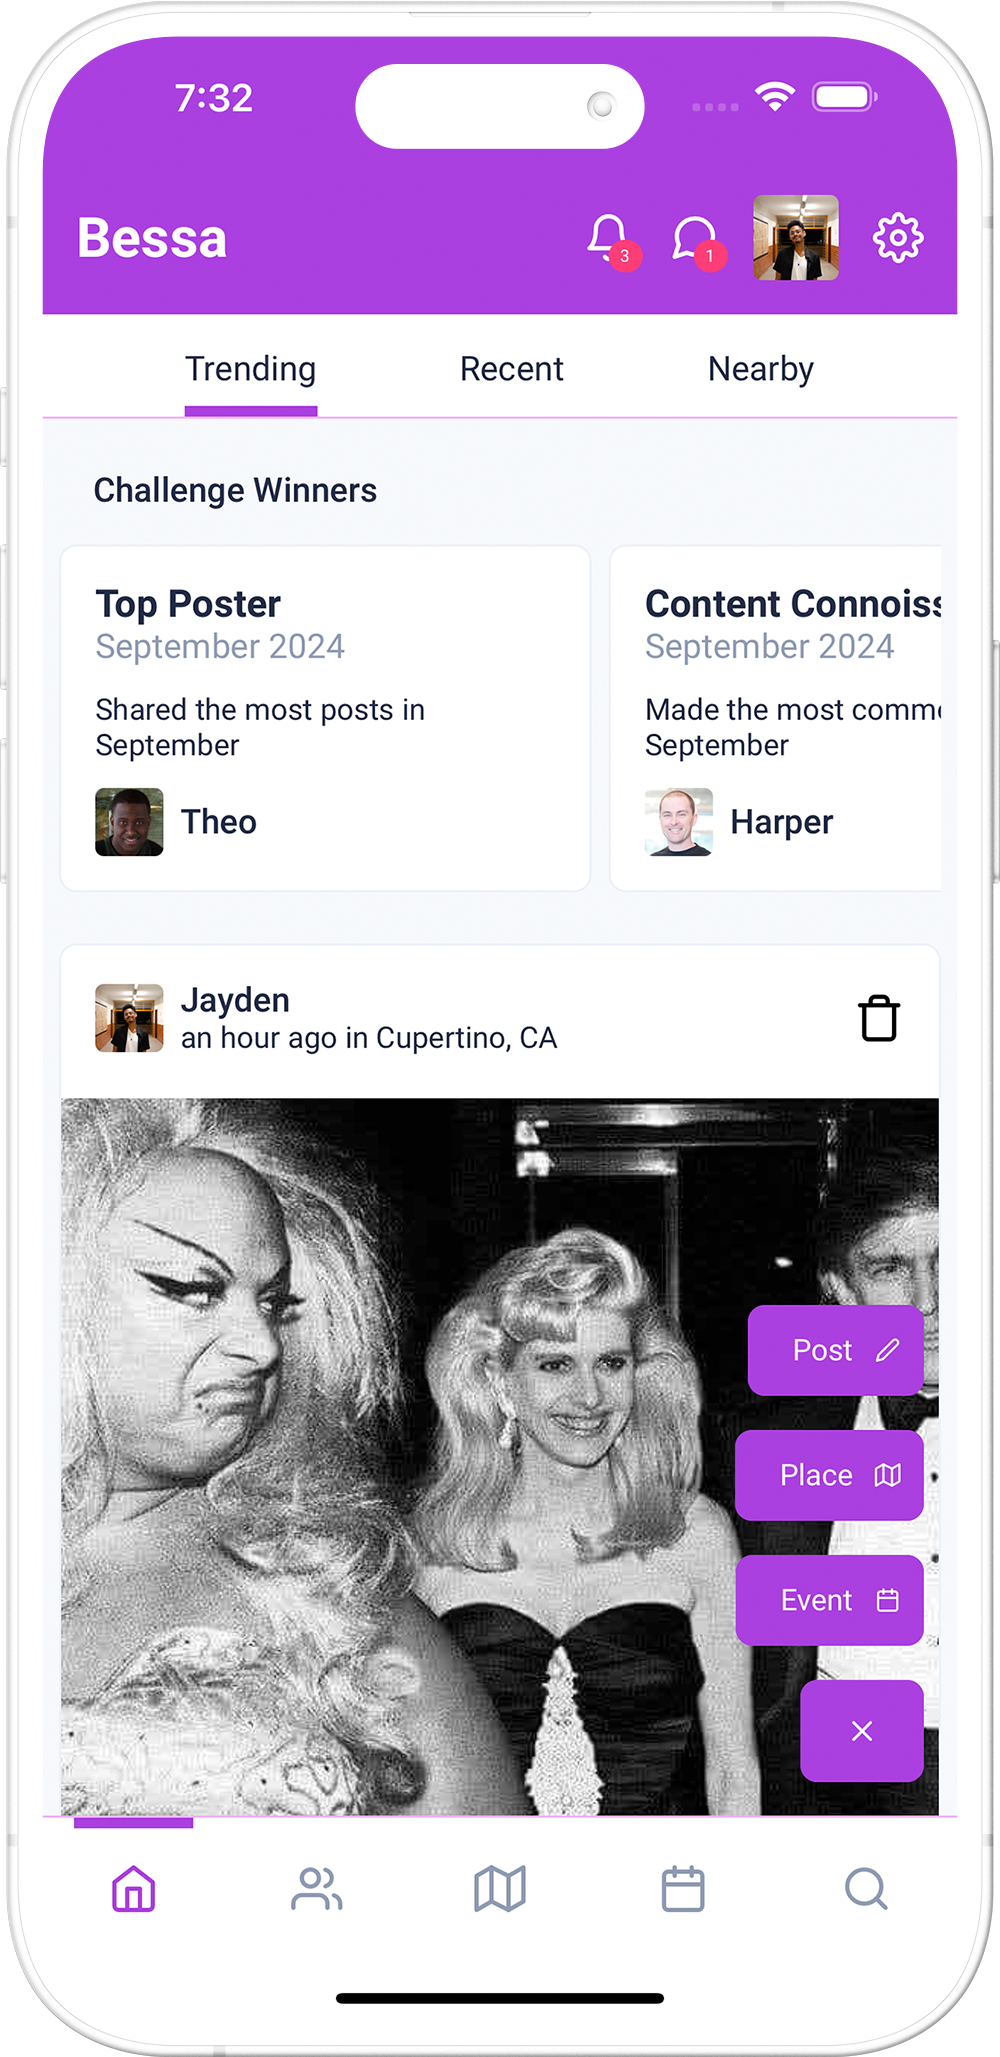 7:32
Bessa
3
1
Trending
Recent
Nearby
Challenge Winners
Top Poster
September 2024
Shared the most posts in
September
Theo
Content Connoiss
September 2024
Made the most comme
September
Harper
Jayden
an hour ago in Cupertino, CA
Post
Place
Event